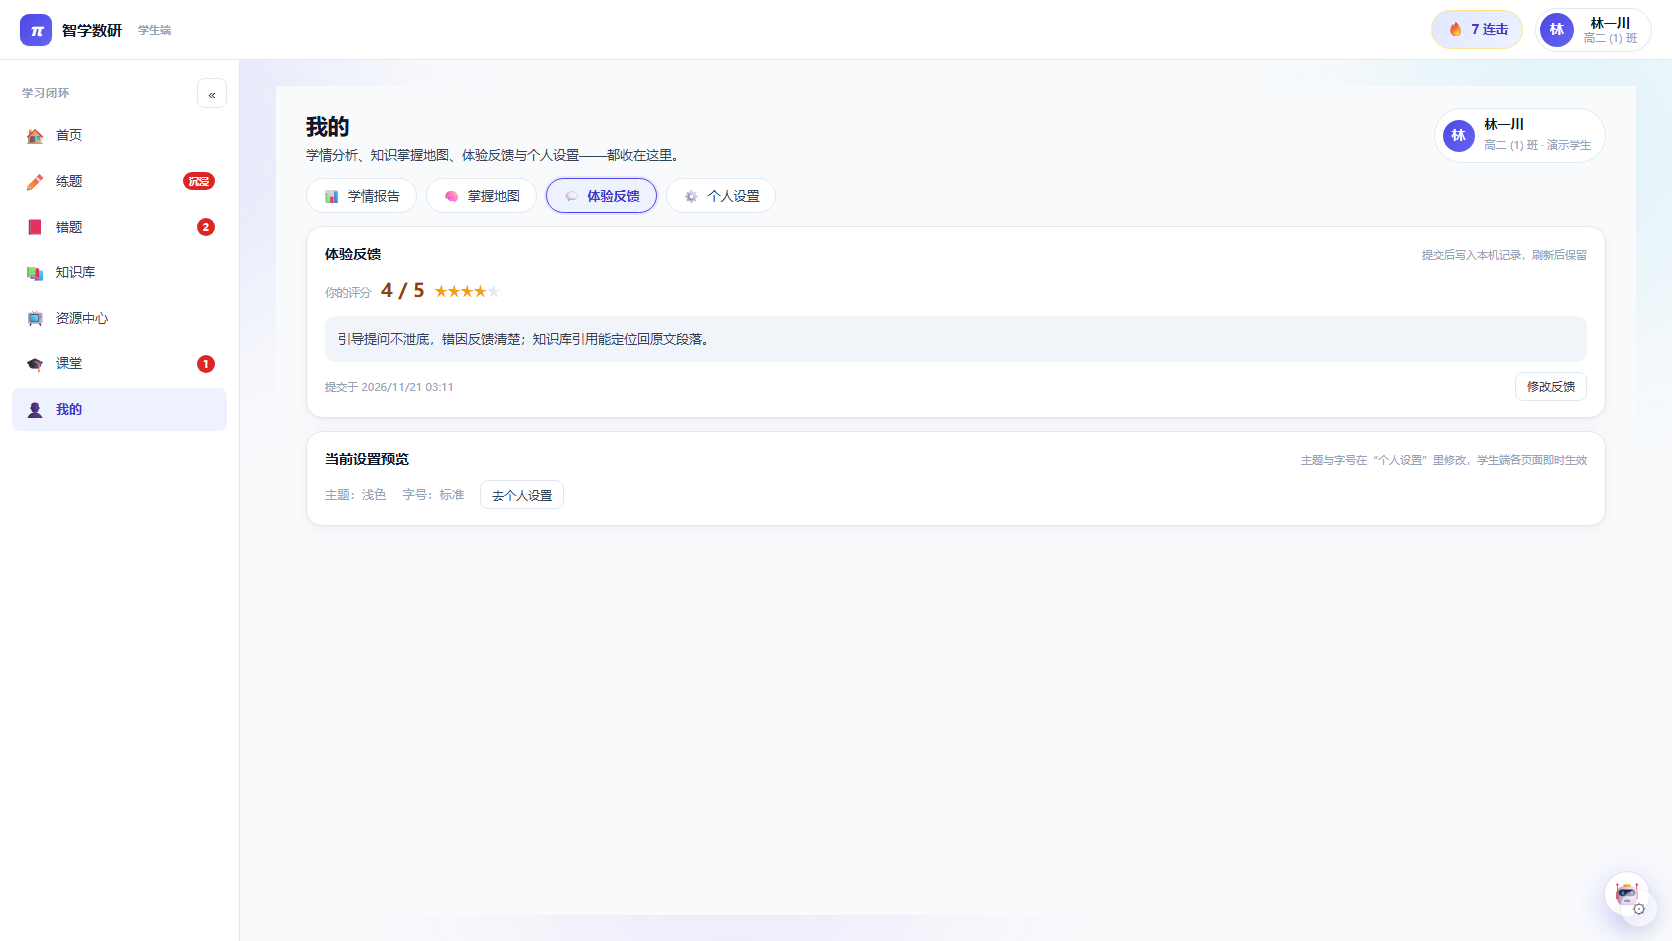 π 智学数研 学生端
7 连击
林 林一川
高二 (1) 班
学习闭环 «
首页
练题 沉浸
错题 2
知识库
资源中心
课堂 1
我的
我的
学情分析、知识掌握地图、体验反馈与个人设置——都收在这里。
林 林一川
高二 (1) 班 · 演示学生
学情报告 掌握地图 体验反馈 个人设置
体验反馈 提交后写入本机记录，刷新后保留
你的评分 4 / 5 ★★★★★
引导提问不泄底，错因反馈清楚；知识库引用能定位回原文段落。
提交于 2026/11/21 03:11 修改反馈
当前设置预览 主题与字号在“个人设置”里修改，学生端各页面即时生效
主题：浅色 字号：标准 去个人设置